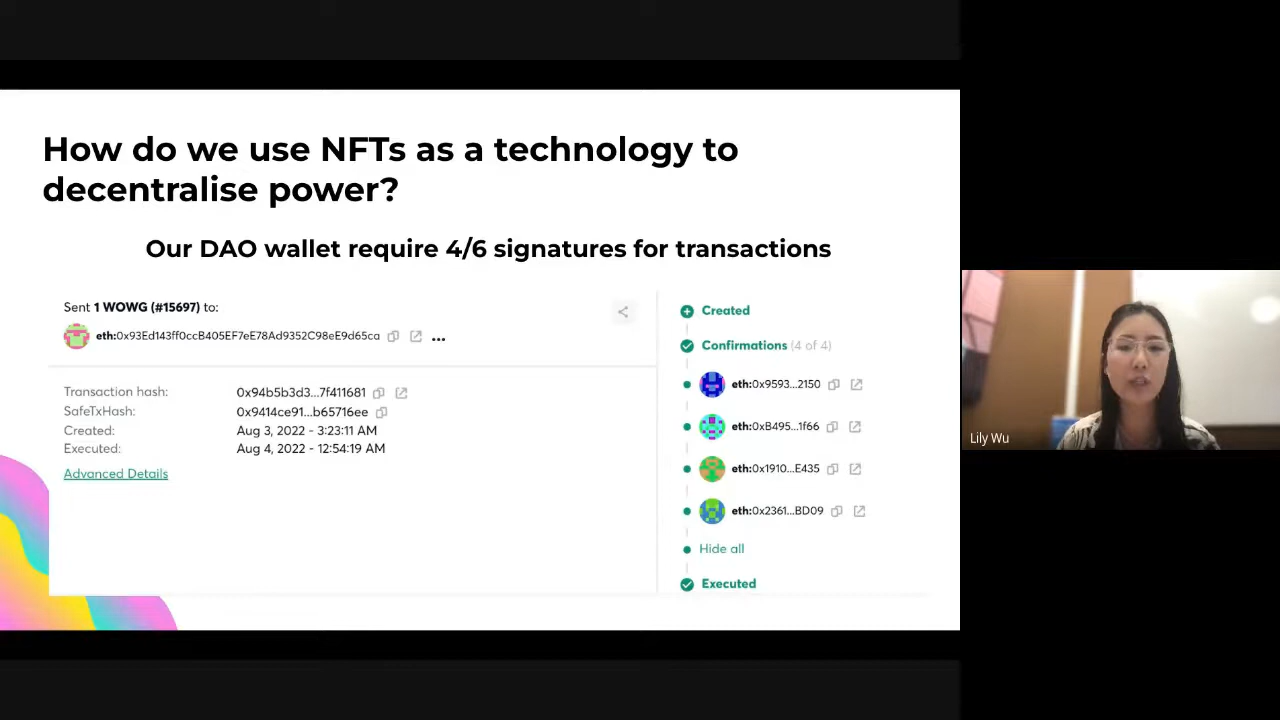 How do we use NFTs as a technology to
decentralise power?
Our DAO wallet require 4/6 signatures for transactions
Sent 1 WOWG (#15697) to:
eth:0x93Ed143ff0ccB405EF7eE78Ad9352C98eE9d65ca
Transaction hash: 0x94b5b3d3...7f411681
SafeTxHash: 0x9414ce91...b65716ee
Created: Aug 3, 2022 - 3:23:11 AM
Executed: Aug 4, 2022 - 12:54:19 AM
Advanced Details
Created
Confirmations (4 of 4)
eth:0x9593...2150
eth:0xB495...1f66
eth:0x1910...E435
eth:0x2361...BD09
Hide all
Executed
Lily Wu